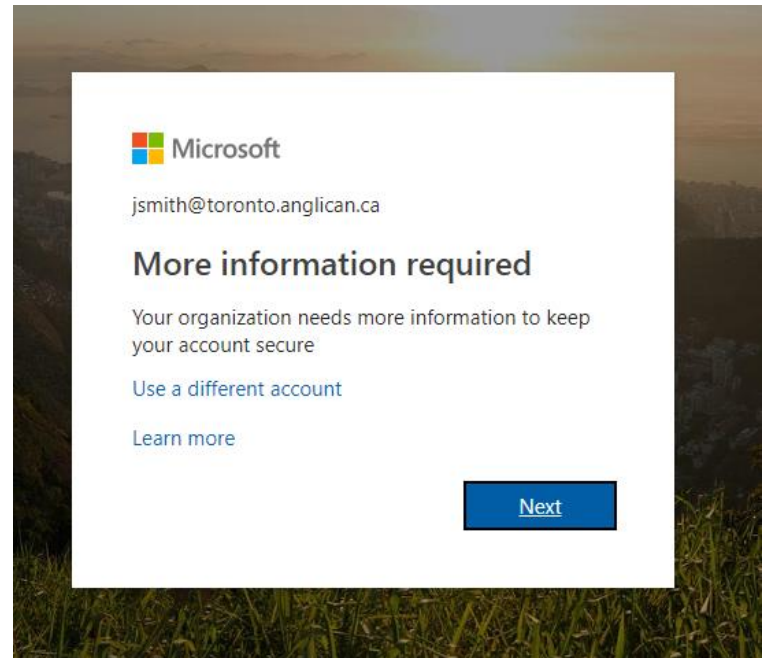 Microsoft
jsmith@toronto.anglican.ca
More information required
Your organization needs more information to keep
your account secure
Use a different account
Learn more
Next